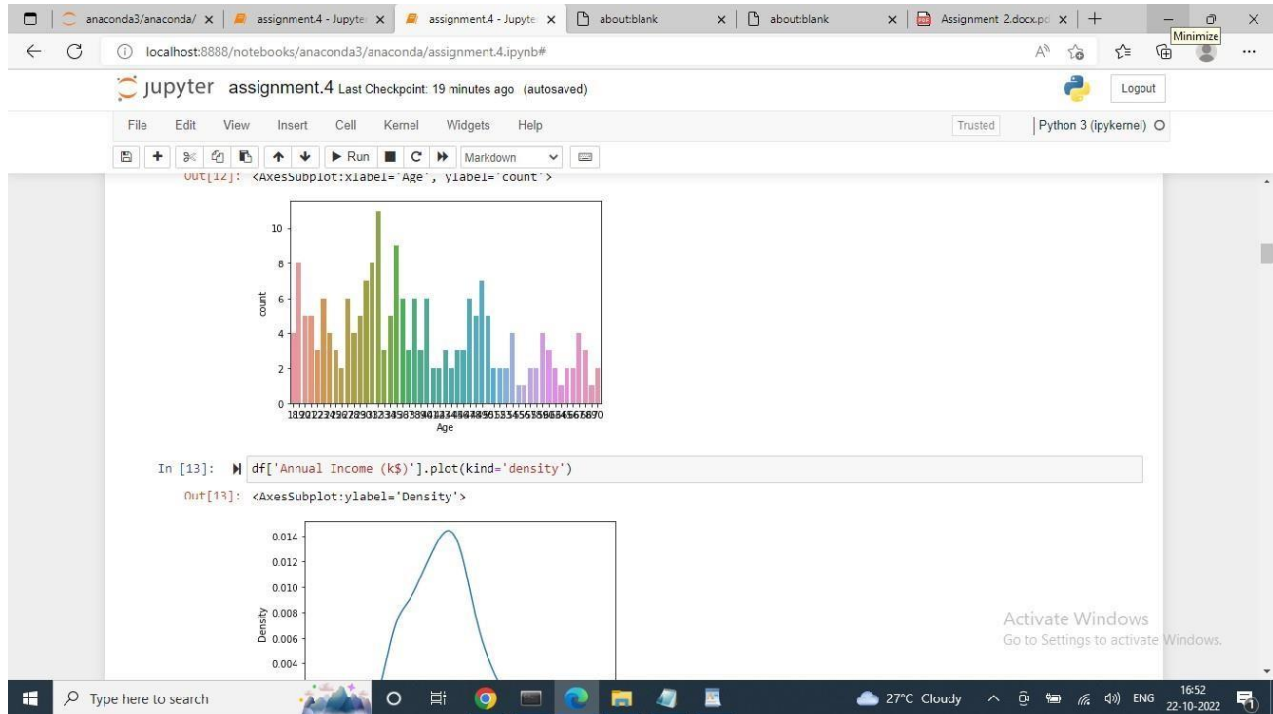 anaconda3/anaconda/
assignment.4 - Jupyte
assignment.4 - Jupyte
about:blank
about:blank
Assignment 2.docx.pd
Minimize
localhost:8888/notebooks/anaconda3/anaconda/assignment.4.ipynb#
jupyter assignment.4 Last Checkpoint: 19 minutes ago (autosaved)
Logout
File Edit View Insert Cell Kernel Widgets Help
Trusted Python 3 (ipykernel)
Run Markdown
Out[12]: <AxesSubplot:xlabel='Age', ylabel='count'>
10
8
6
4
2
0
count
Age
In [13]: df['Annual Income (k$)'].plot(kind='density')
Out[13]: <AxesSubplot:ylabel='Density'>
0.014
0.012
0.010
0.008
0.006
0.004
Density
Activate Windows
Go to Settings to activate Windows.
Type here to search
27°C Cloudy
ENG
16:52
22-10-2022
1